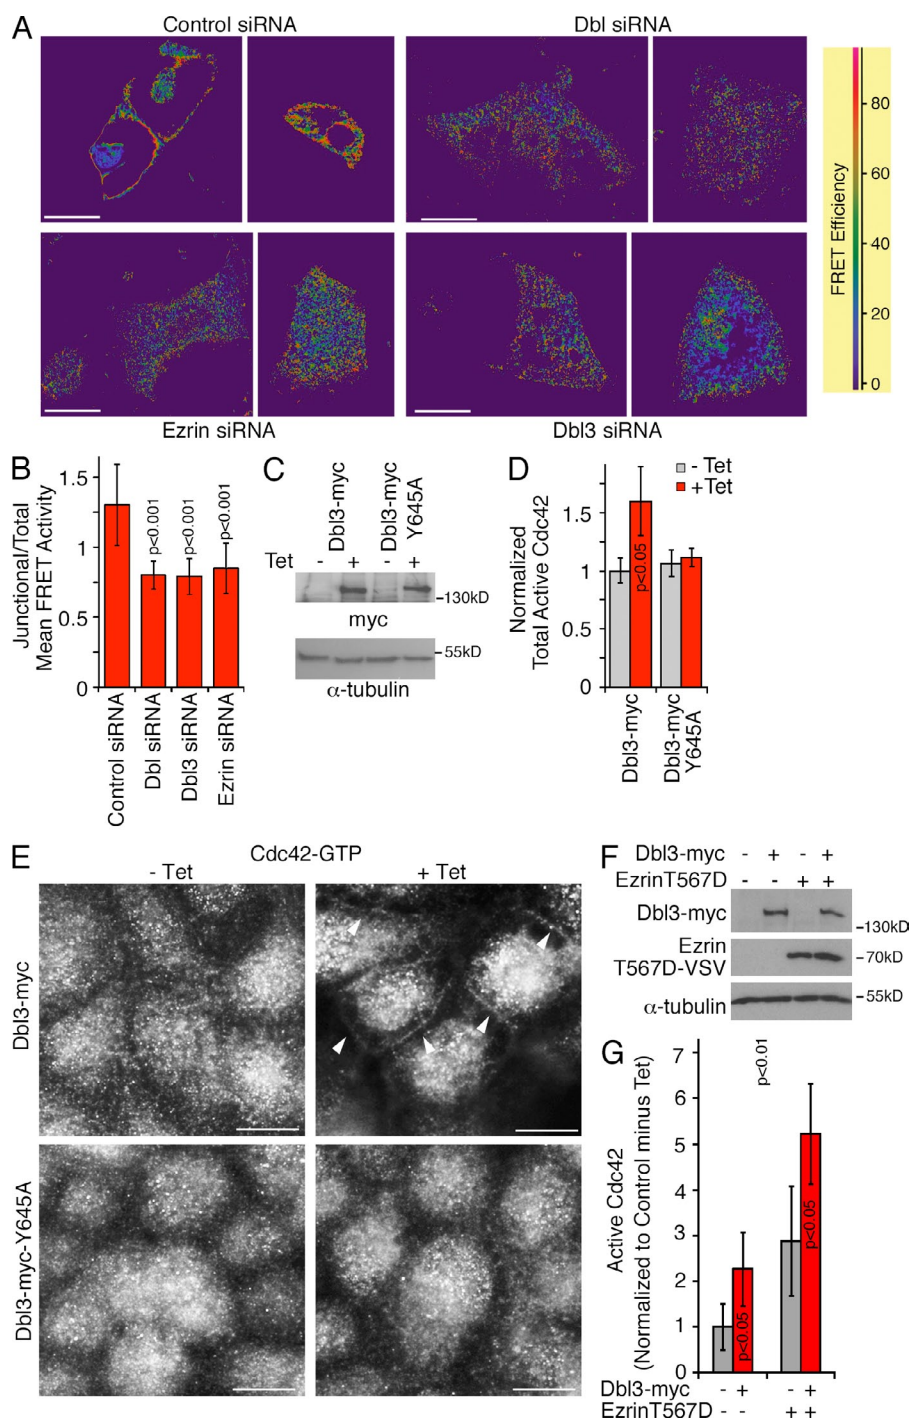 A
Control siRNA
Dbl siRNA
Ezrin siRNA
Dbl3 siRNA
FRET Efficiency
80
60
40
20
0
B
Junctional/Total
Mean FRET Activity
1.5
1
0.5
0
p<0.001
p<0.001
p<0.001
Control siRNA
Dbl siRNA
Dbl3 siRNA
Ezrin siRNA
C
Dbl3-myc
Dbl3-myc
Y645A
Tet - + - +
-130kD
myc
-55kD
α-tubulin
D
- Tet
+Tet
Normalized
Total Active Cdc42
1.5
1
0.5
0
p<0.05
Dbl3-myc
Dbl3-myc
Y645A
E
Cdc42-GTP
- Tet
+ Tet
Dbl3-myc
Dbl3-myc-Y645A
F
Dbl3-myc - + - +
EzrinT567D - - + +
Dbl3-myc
-130kD
Ezrin
T567D-VSV
-70kD
α-tubulin
-55kD
G
Active Cdc42
(Normalized to Control minus Tet)
7
6
5
4
3
2
1
0
p<0.01
p<0.05
p<0.05
Dbl3-myc - + - +
EzrinT567D - - + +